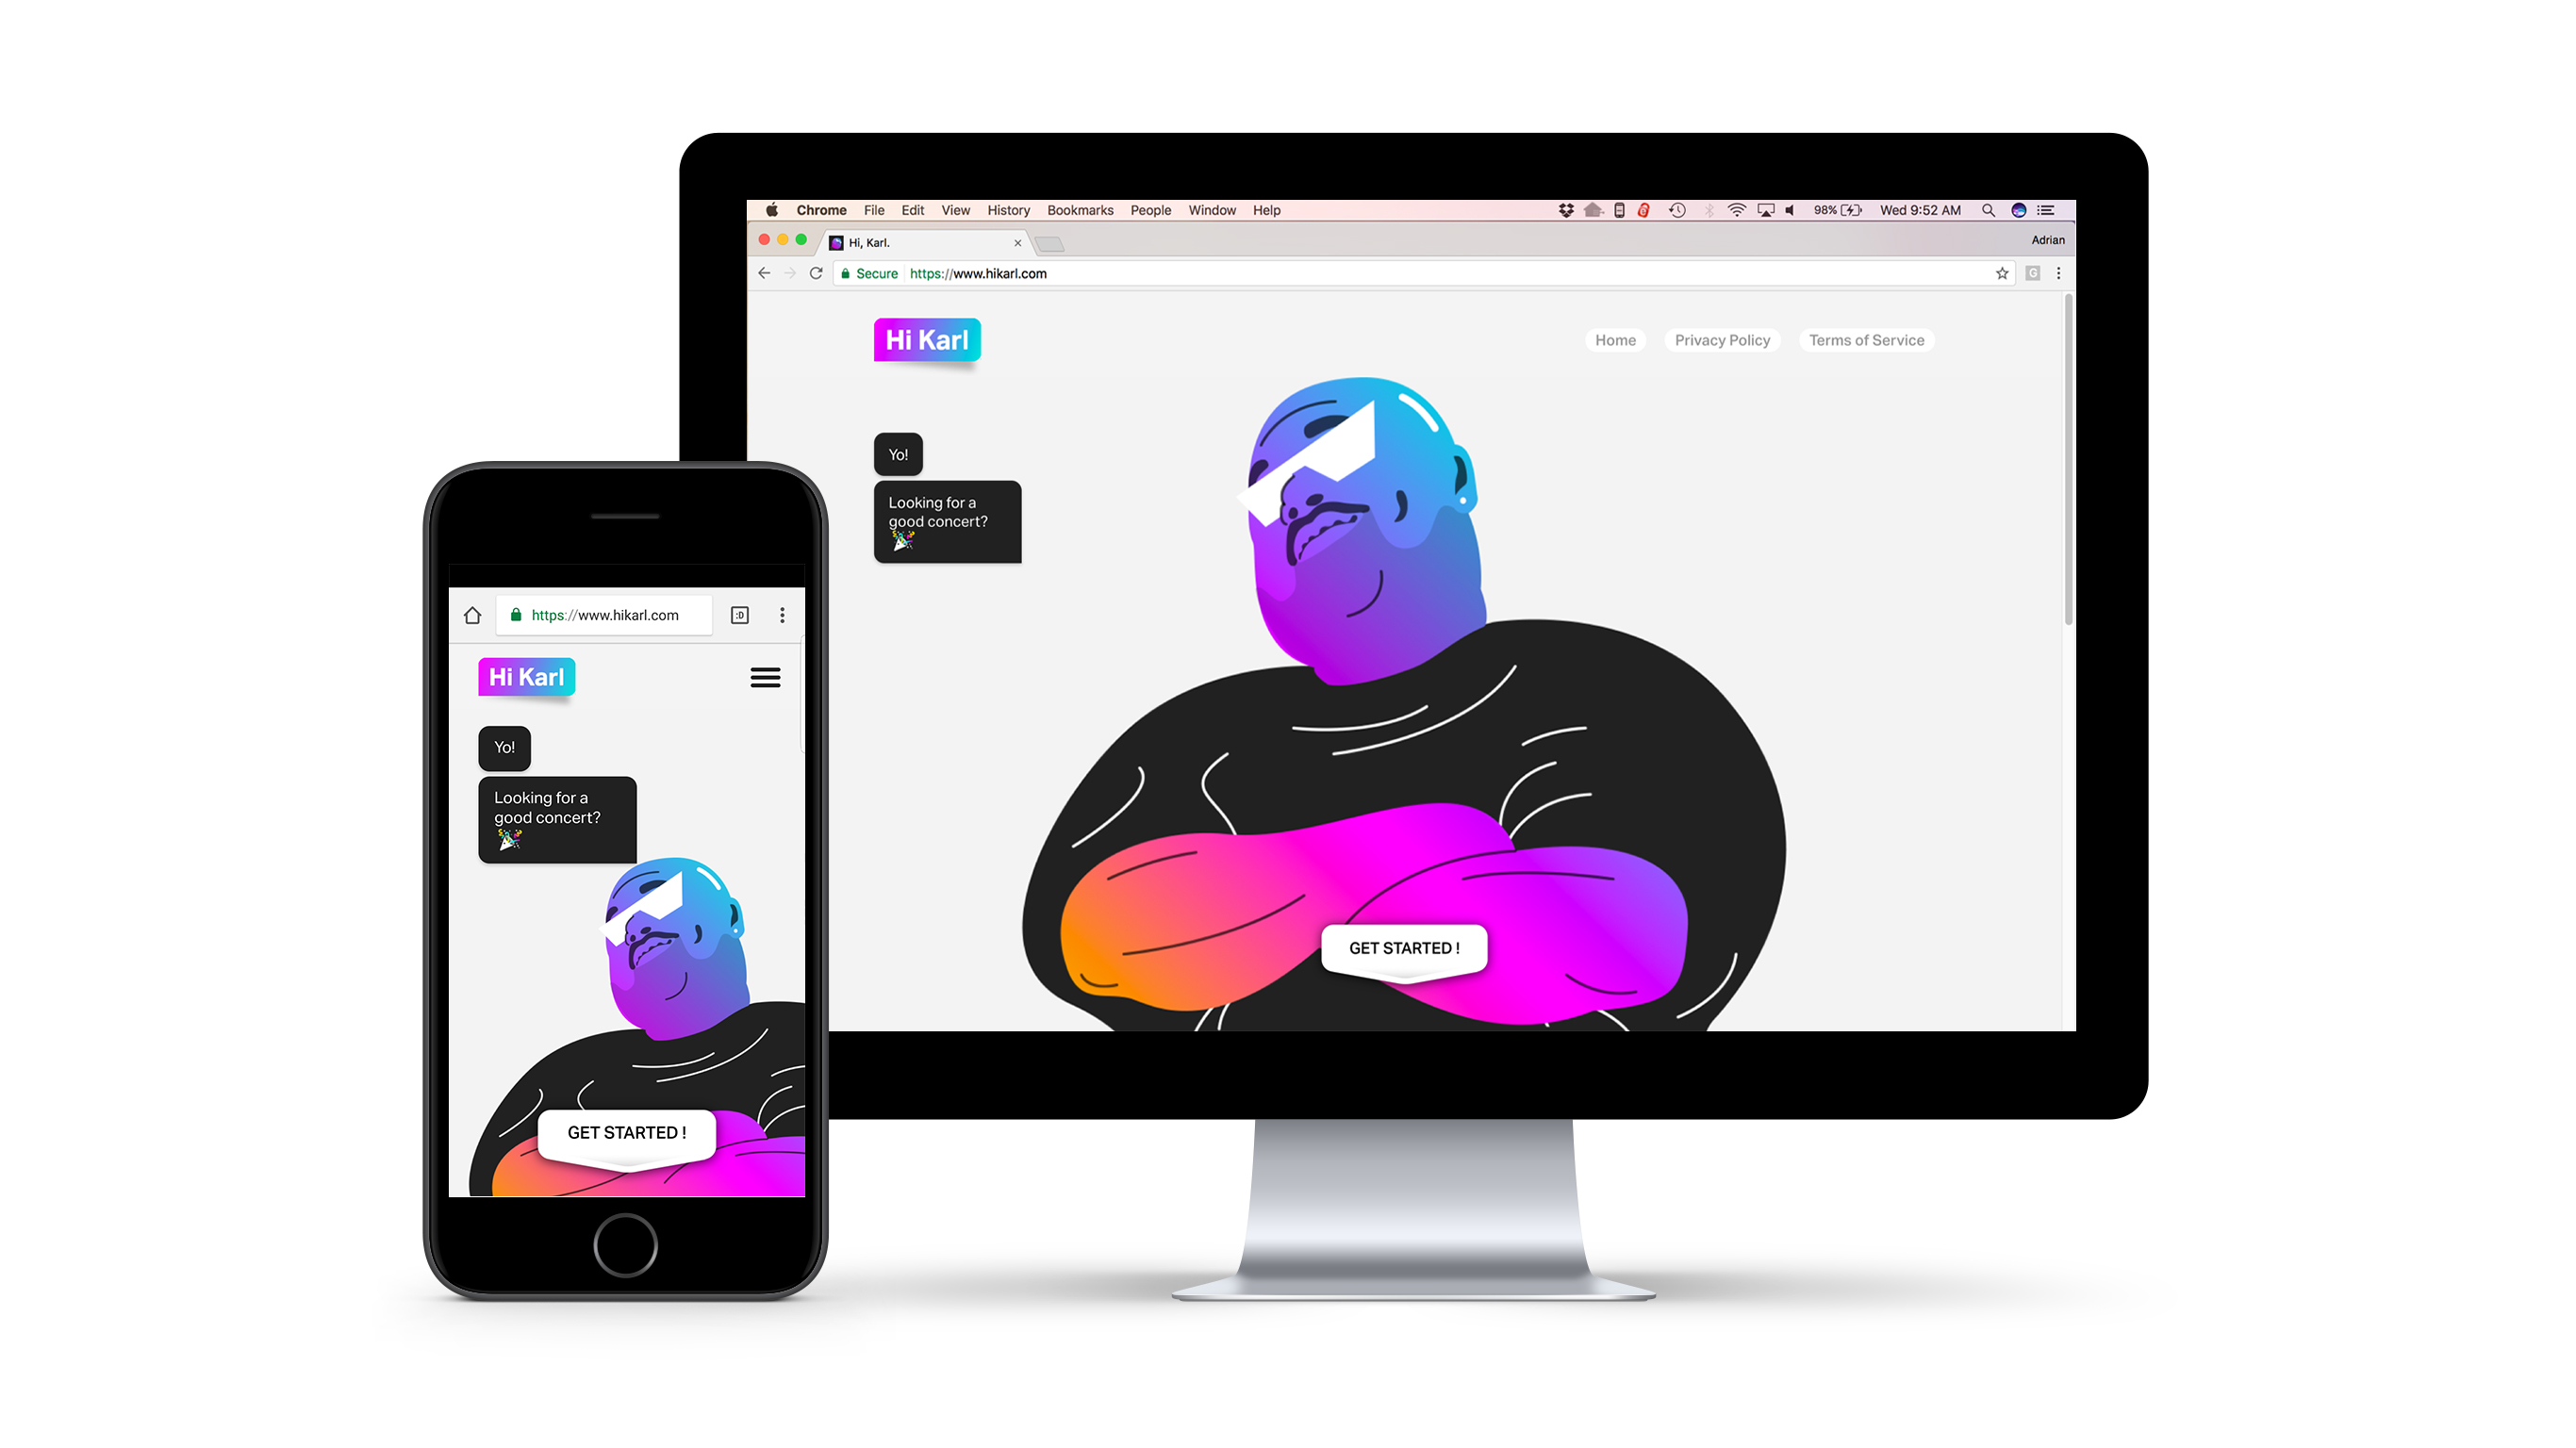 Chrome File Edit View History Bookmarks People Window Help 98% Wed 9:52 AM
Hi, Karl. Adrian
Secure https://www.hikarl.com G
Hi Karl Home Privacy Policy Terms of Service
Yo!
Looking for a
good concert?
GET STARTED !
https://www.hikarl.com :D
Hi Karl
Yo!
Looking for a
good concert?
GET STARTED !